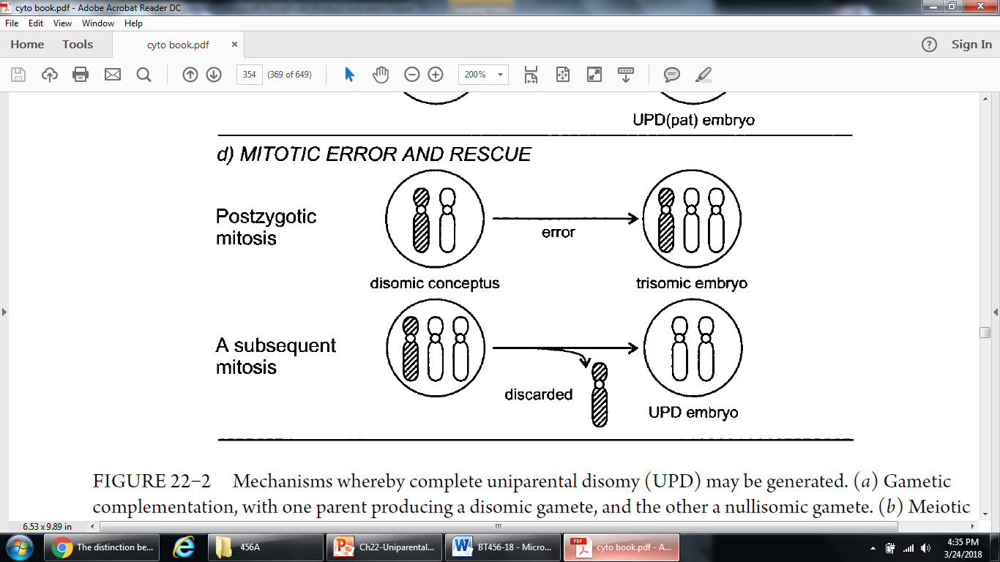 cyto book.pdf - Adobe Acrobat Reader DC
File Edit View Window Help
Home Tools cyto book.pdf × ? Sign In
354 (369 of 649) 200%
UPD(pat) embryo
d) MITOTIC ERROR AND RESCUE
Postzygotic
mitosis
error
disomic conceptus
trisomic embryo
A subsequent
mitosis
discarded
UPD embryo
FIGURE 22–2 Mechanisms whereby complete uniparental disomy (UPD) may be generated. (a) Gametic
complementation, with one parent producing a disomic gamete, and the other a nullisomic gamete. (b) Meiotic
6.53 x 9.89 in
The distinction be... 456A Ch22-Uniparental... BT456-18 - Micro... cyto book.pdf - A...
4:35 PM
3/24/2018